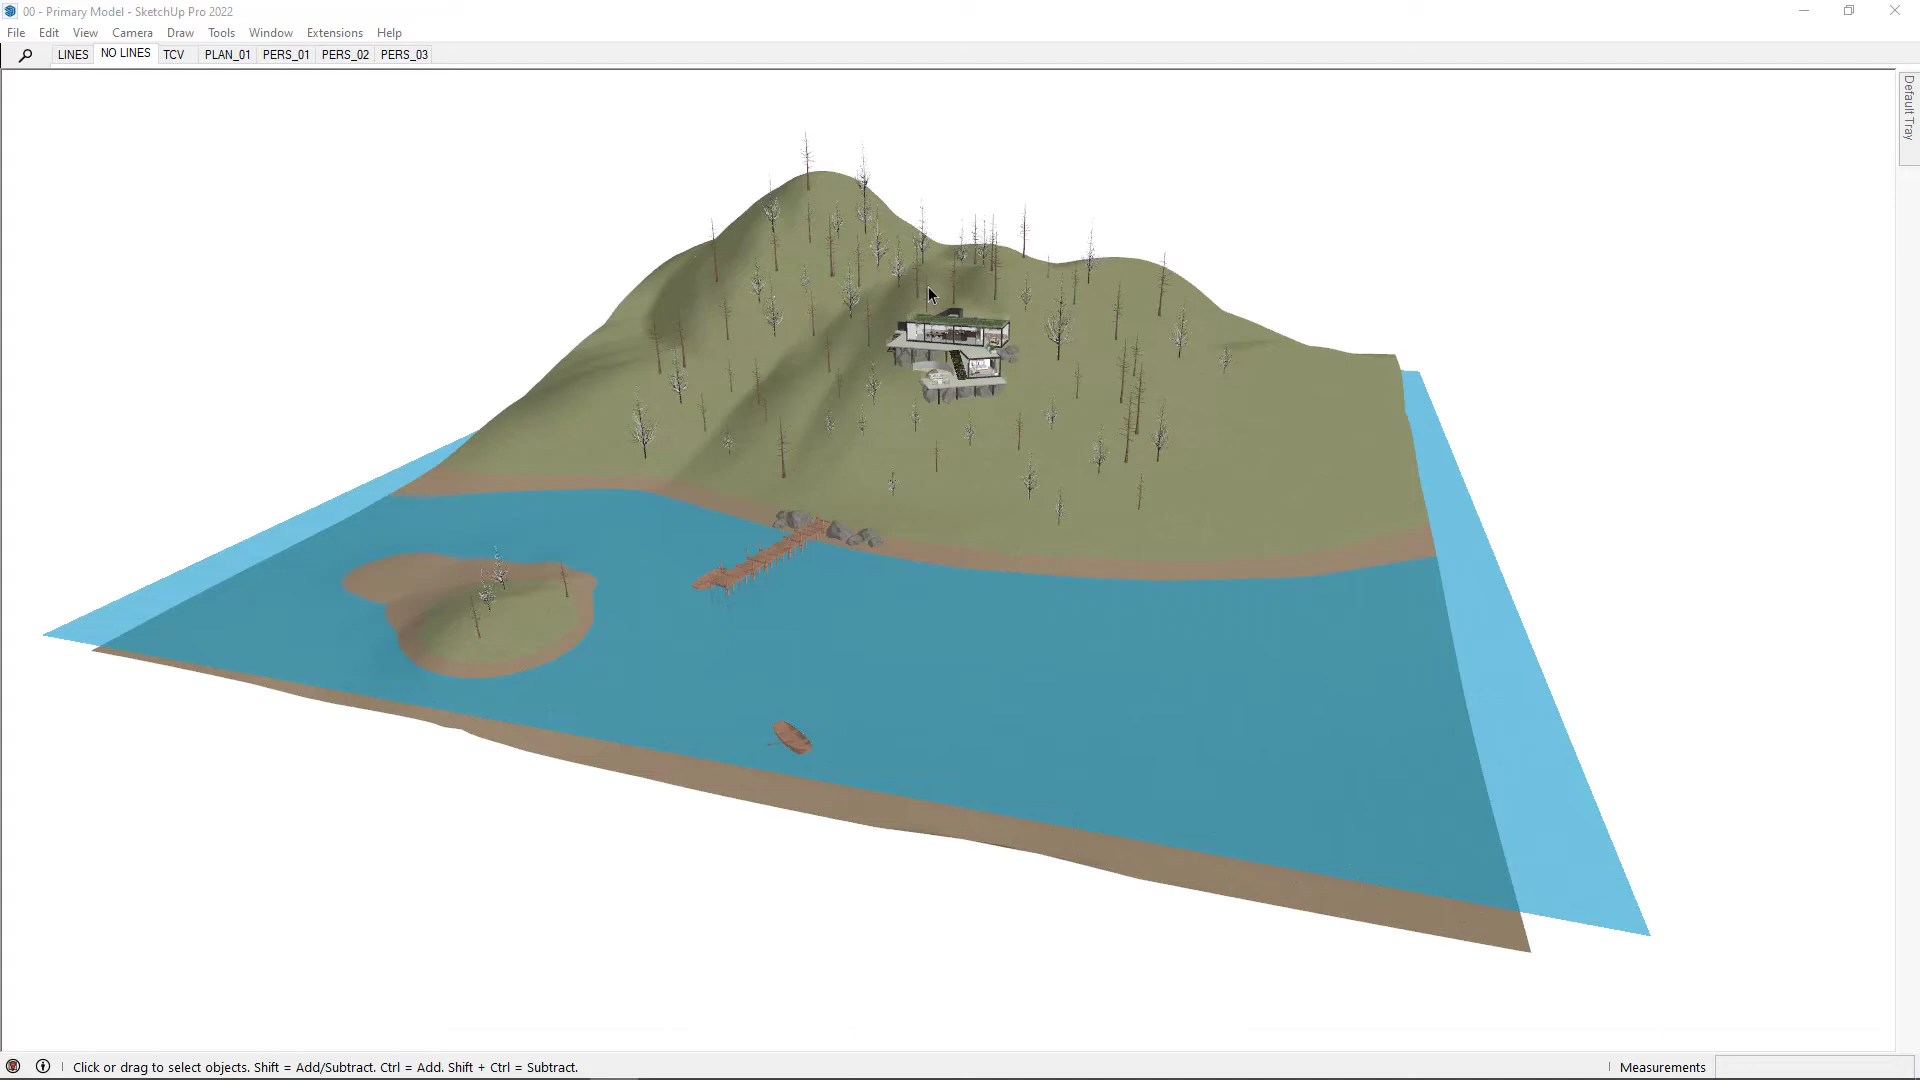 00 - Primary Model - SketchUp Pro 2022
File Edit View Camera Draw Tools Window Extensions Help
LINES NO LINES TCV PLAN_01 PERS_01 PERS_02 PERS_03
Default Tray
Click or drag to select objects. Shift = Add/Subtract. Ctrl = Add. Shift + Ctrl = Subtract. Measurements